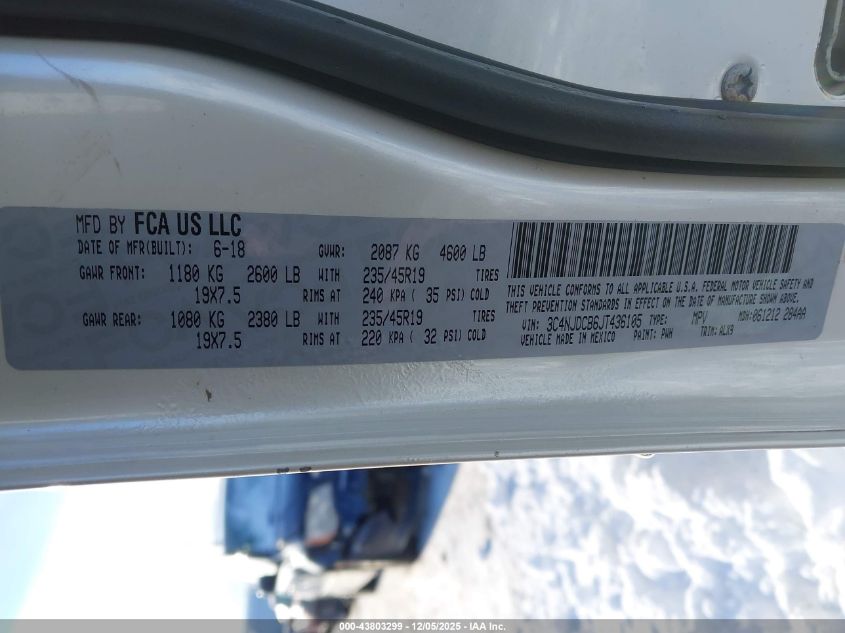 MFD BY FCA US LLC
DATE OF MFR(BUILT): 6-18 GVWR: 2087 KG 4600 LB
GAWR FRONT: 1180 KG 2600 LB WITH 235/45R19 TIRES
19X7.5 RIMS AT 240 KPA ( 35 PSI) COLD
GAWR REAR: 1080 KG 2380 LB WITH 235/45R19 TIRES
19X7.5 RIMS AT 220 KPA ( 32 PSI) COLD
THIS VEHICLE CONFORMS TO ALL APPLICABLE U.S.A. FEDERAL MOTOR VEHICLE SAFETY AND
THEFT PREVENTION STANDARDS IN EFFECT ON THE DATE OF MANUFACTURE SHOWN ABOVE.
VIN: 3C4NJDCB6JT436105 TYPE: MPV MDH: 061212 284AA
VEHICLE MADE IN MEXICO PAINT: PWH TRIM: ALX9
000-43803299 - 12/05/2025 - IAA Inc.